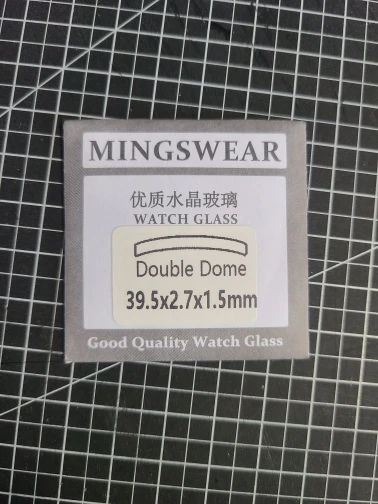 MINGSWEAR
优质水晶玻璃
WATCH GLASS
Double Dome
39.5x2.7x1.5mm
Good Quality Watch Glass